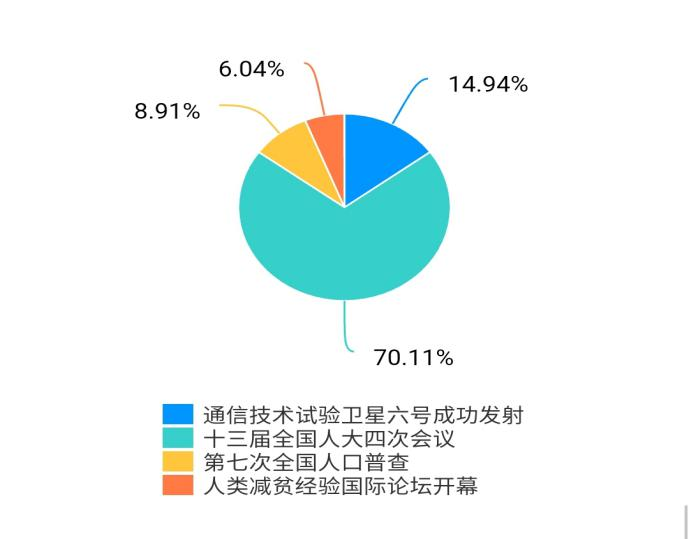 6.04%
14.94%
8.91%
70.11%
通信技术试验卫星六号成功发射
十三届全国人大四次会议
第七次全国人口普查
人类减贫经验国际论坛开幕